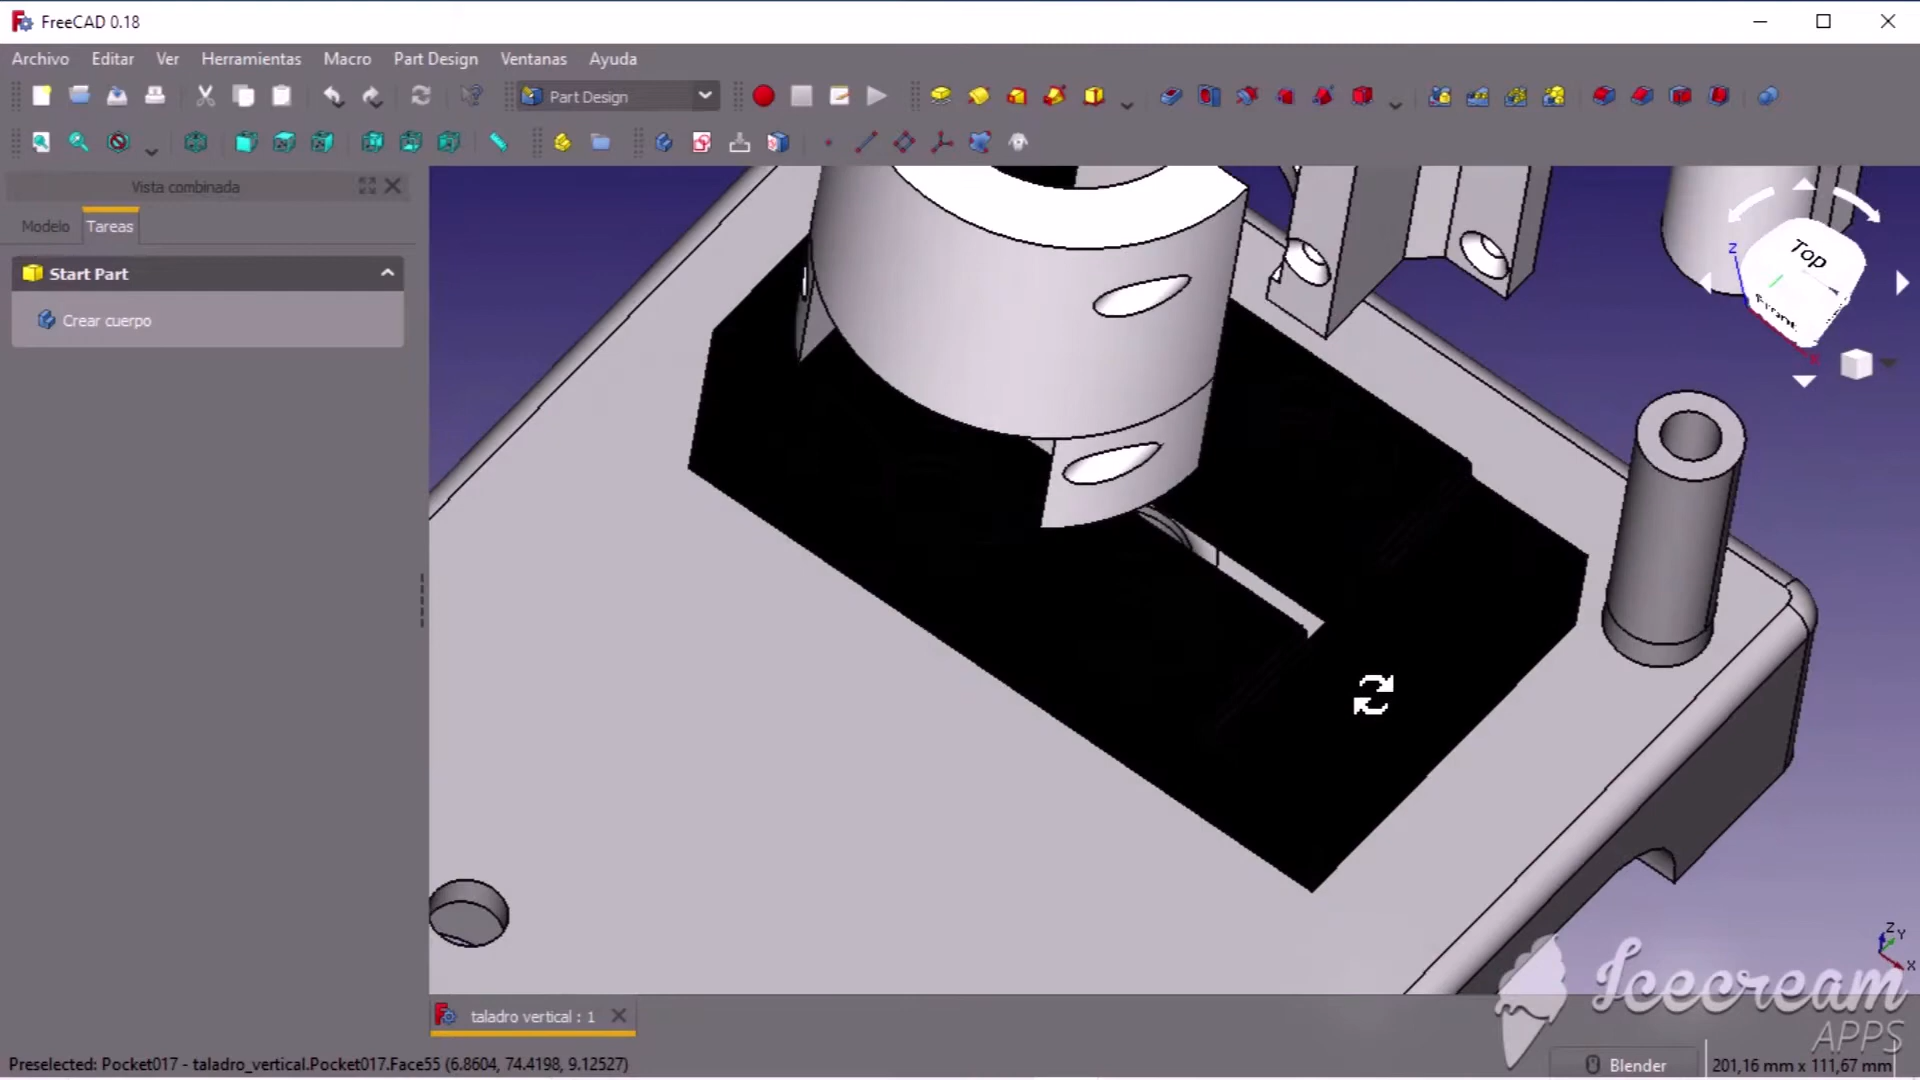 FreeCAD 0.18
Archivo Editar Ver Herramientas Macro Part Design Ventanas Ayuda
Part Design
Vista combinada
Modelo Tareas
Start Part
Crear cuerpo
Top
Front
Z
X
Z
Y
X
Icecream
APPS
taladro vertical : 1
Preselected: Pocket017 - taladro_vertical.Pocket017.Face55 (6.8604, 74.4198, 9.12527)
Blender
201,16 mm x 111,67 mm